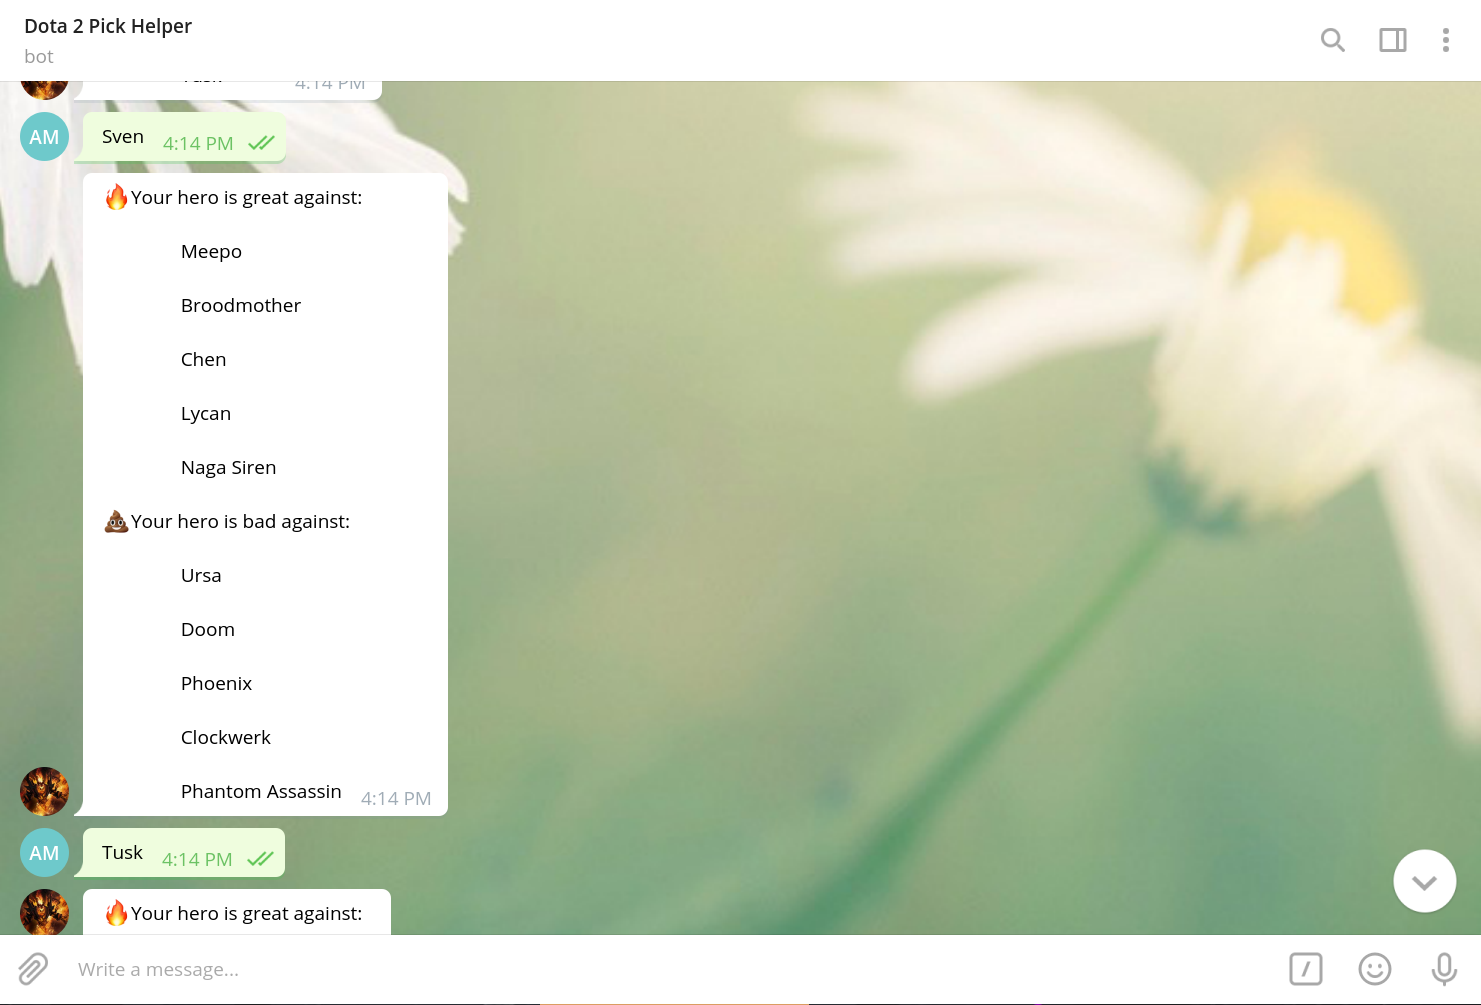 Dota 2 Pick Helper
bot
4:14 PM
AM
Sven 4:14 PM
🔥Your hero is great against:
Meepo
Broodmother
Chen
Lycan
Naga Siren
💩Your hero is bad against:
Ursa
Doom
Phoenix
Clockwerk
Phantom Assassin 4:14 PM
AM
Tusk 4:14 PM
🔥Your hero is great against:
Write a message...